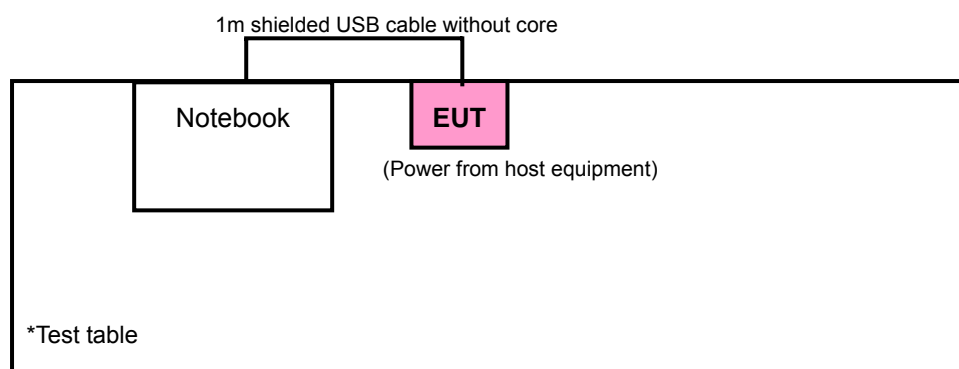 1m shielded USB cable without core
Notebook
EUT
(Power from host equipment)
*Test table